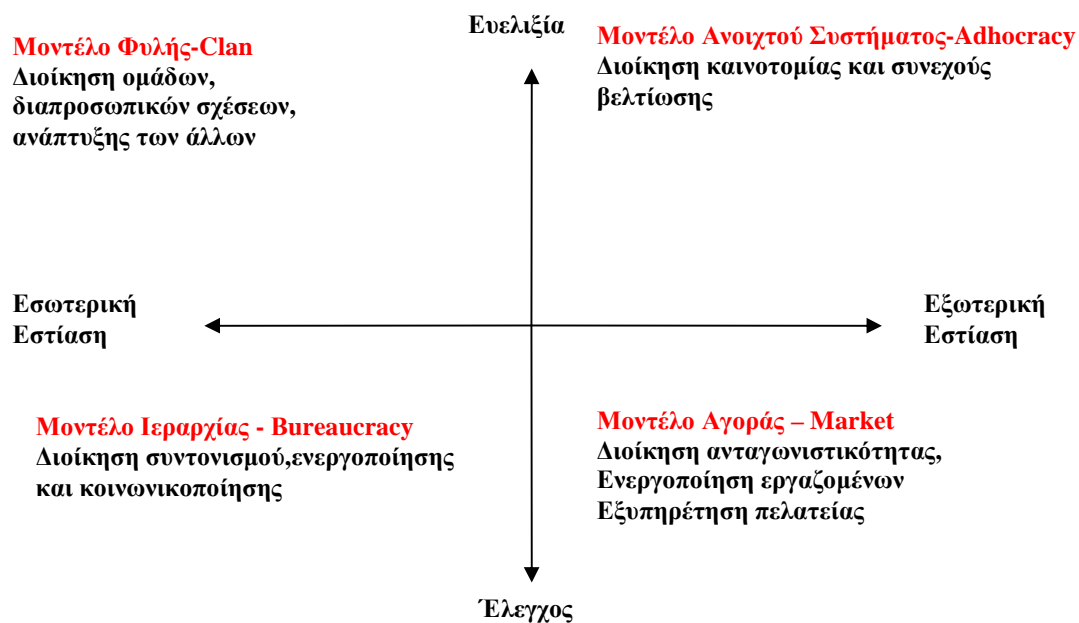 Ευελιξία
Μοντέλο Φυλής-Clan
Διοίκηση ομάδων,
διαπροσωπικών σχέσεων,
ανάπτυξης των άλλων
Μοντέλο Ανοιχτού Συστήματος-Adhocracy
Διοίκηση καινοτομίας και συνεχούς
βελτίωσης
Εσωτερική
Εστίαση
Εξωτερική
Εστίαση
Μοντέλο Ιεραρχίας - Bureaucracy
Διοίκηση συντονισμού,ενεργοποίησης
και κοινωνικοποίησης
Μοντέλο Αγοράς – Market
Διοίκηση ανταγωνιστικότητας,
Ενεργοποίηση εργαζομένων
Εξυπηρέτηση πελατείας
Έλεγχος